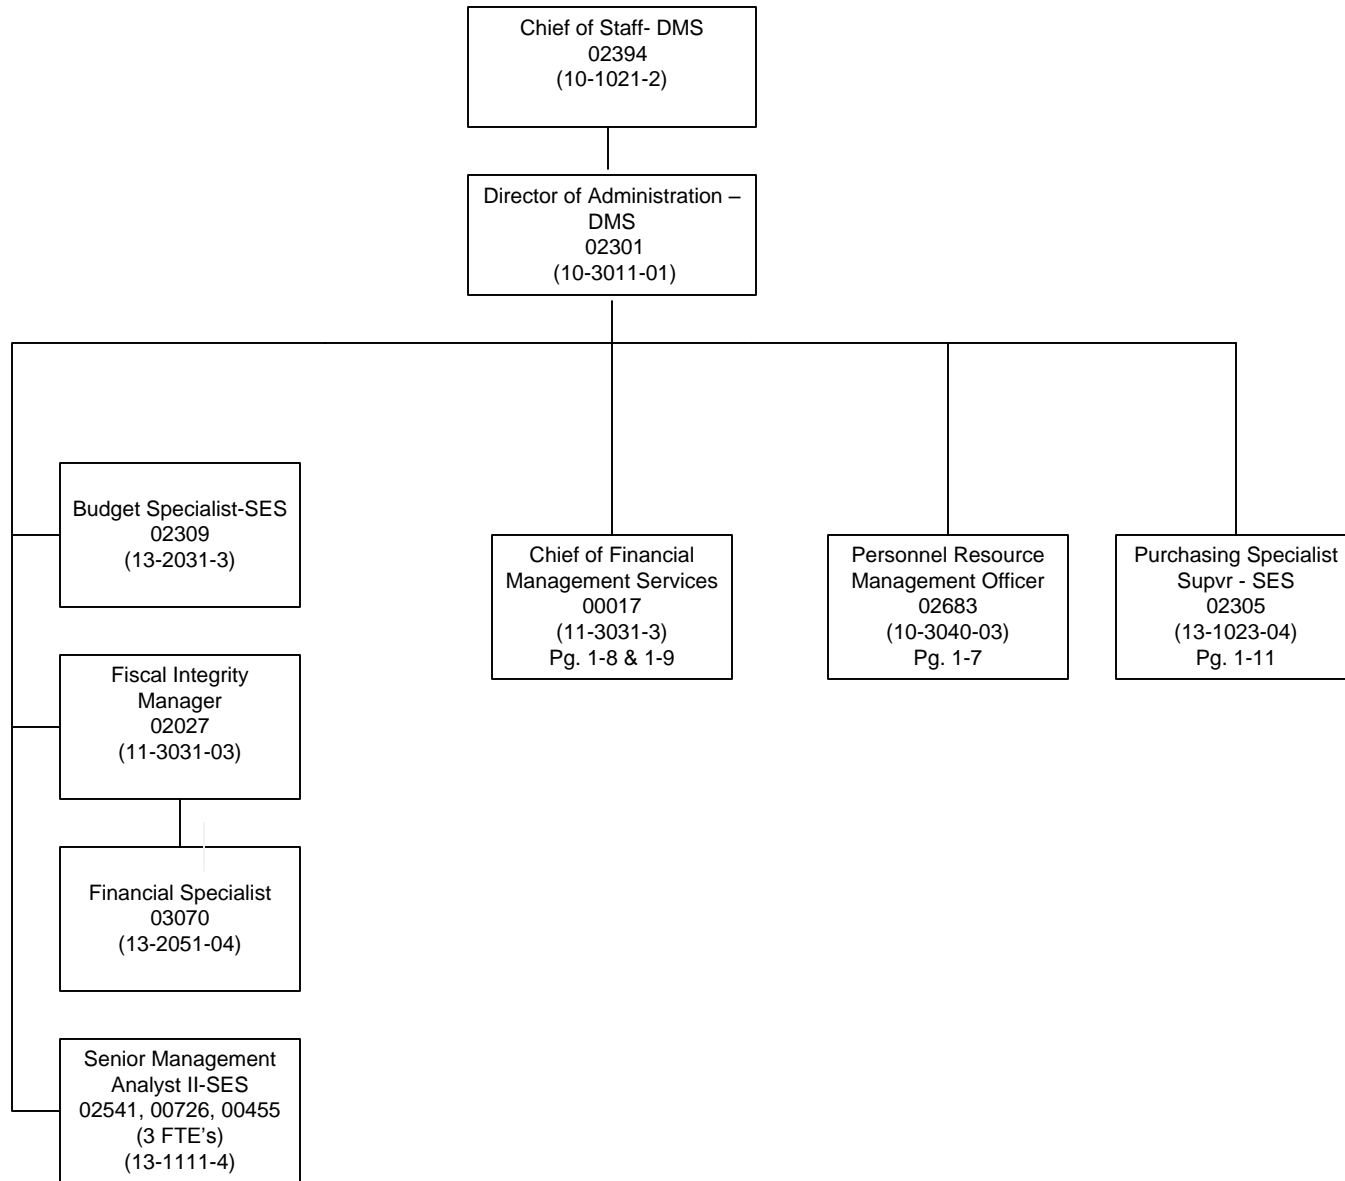 Chief of Staff- DMS
02394
(10-1021-2)
Director of Administration –
DMS
02301
(10-3011-01)
Budget Specialist-SES
02309
(13-2031-3)
Fiscal Integrity
Manager
02027
(11-3031-03)
Financial Specialist
03070
(13-2051-04)
Senior Management
Analyst II-SES
02541, 00726, 00455
(3 FTE’s)
(13-1111-4)
Chief of Financial
Management Services
00017
(11-3031-3)
Pg. 1-8 & 1-9
Personnel Resource
Management Officer
02683
(10-3040-03)
Pg. 1-7
Purchasing Specialist
Supvr - SES
02305
(13-1023-04)
Pg. 1-11